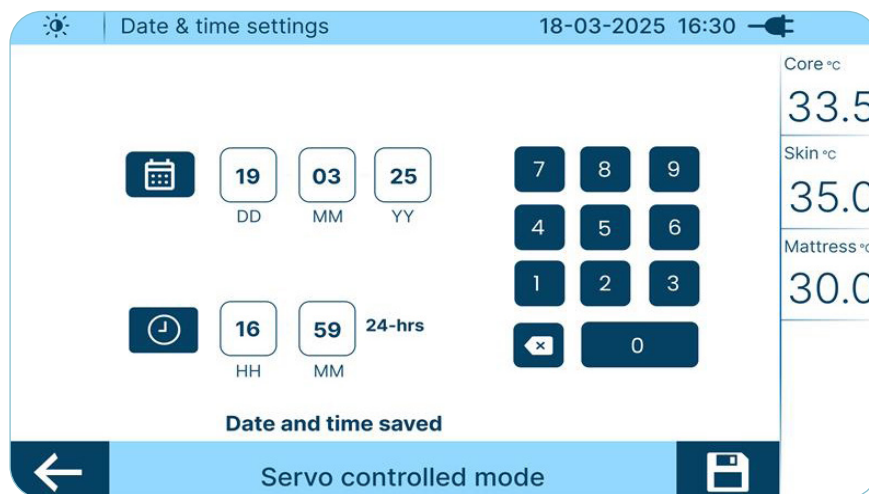 Date & time settings 18-03-2025 16:30
Core °C
33.5
Skin °C
35.0
Mattress °C
30.0
19 03 25
DD MM YY
16 59 24-hrs
HH MM
7 8 9
4 5 6
1 2 3
0
Date and time saved
Servo controlled mode